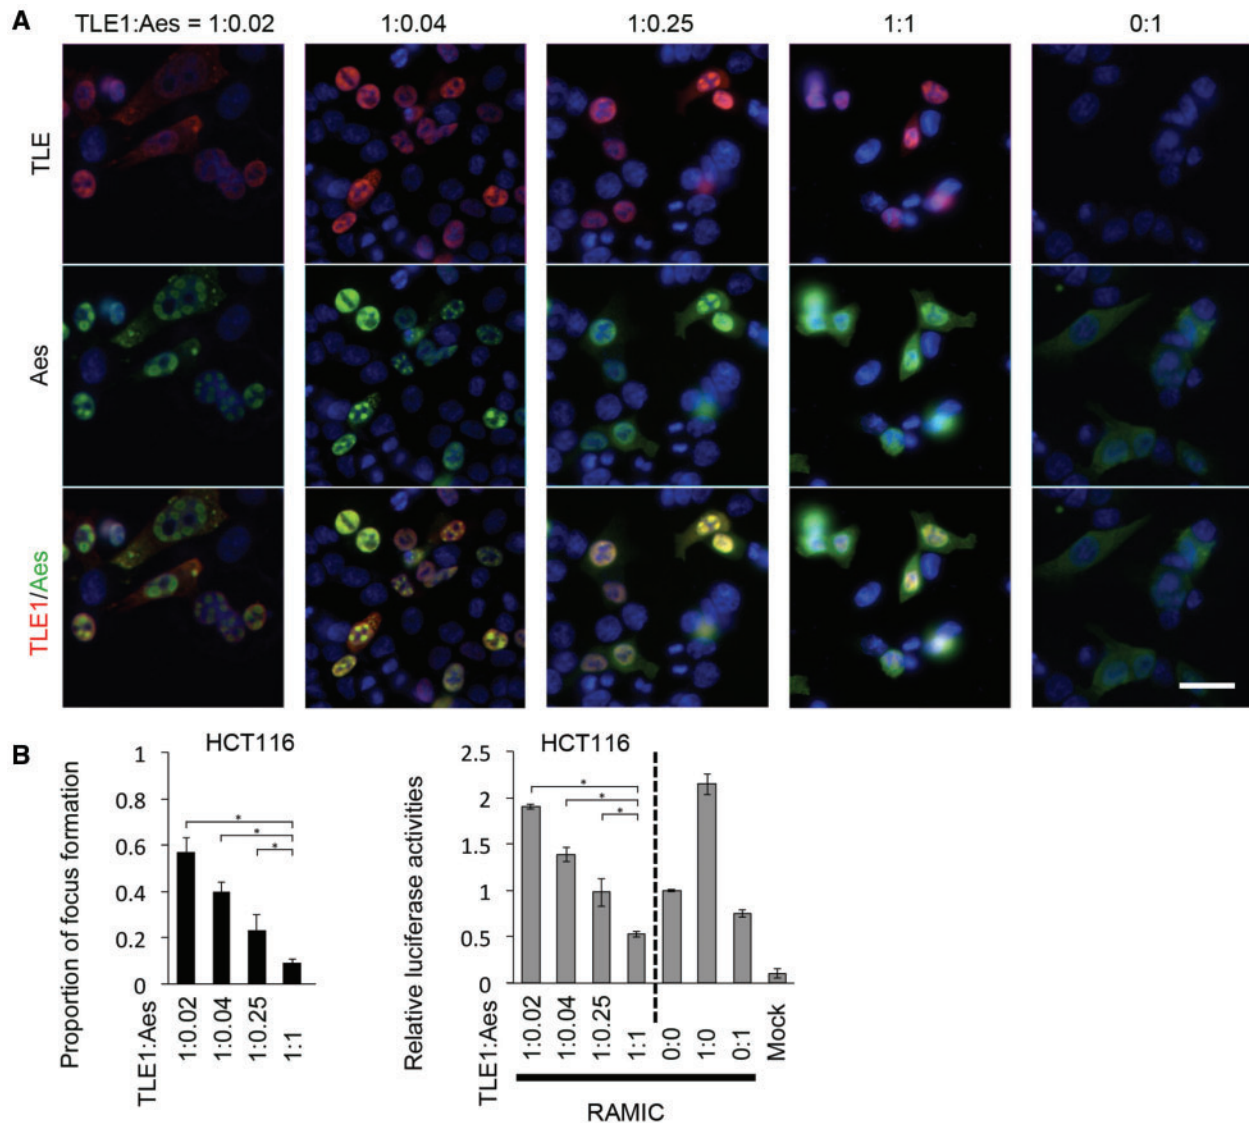 A
TLE1:Aes = 1:0.02
1:0.04
1:0.25
1:1
0:1
TLE
Aes
TLE1/Aes
B
HCT116
Proportion of focus formation
1
0.8
0.6
0.4
0.2
0
*
*
*
TLE1:Aes
1:0.02
1:0.04
1:0.25
1:1
HCT116
Relative luciferase activities
2.5
2
1.5
1
0.5
0
*
*
*
TLE1:Aes
1:0.02
1:0.04
1:0.25
1:1
0:0
1:0
0:1
Mock
RAMIC